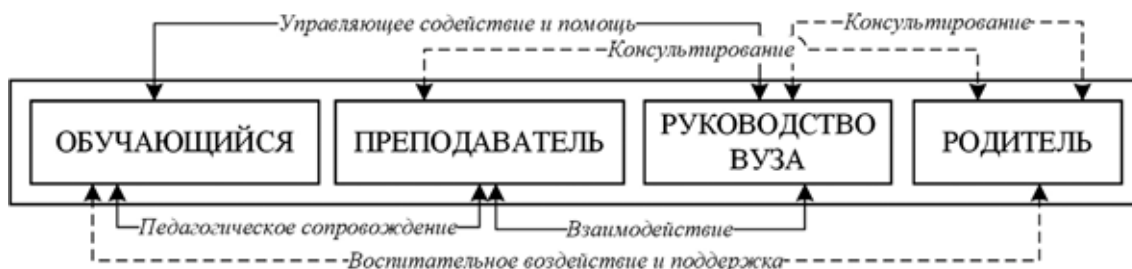 Управляющее содействие и помощь
Консультирование
Консультирование
ОБУЧАЮЩИЙСЯ
ПРЕПОДАВАТЕЛЬ
РУКОВОДСТВО
ВУЗА
РОДИТЕЛЬ
Педагогическое сопровождение
Взаимодействие
Воспитательное воздействие и поддержка